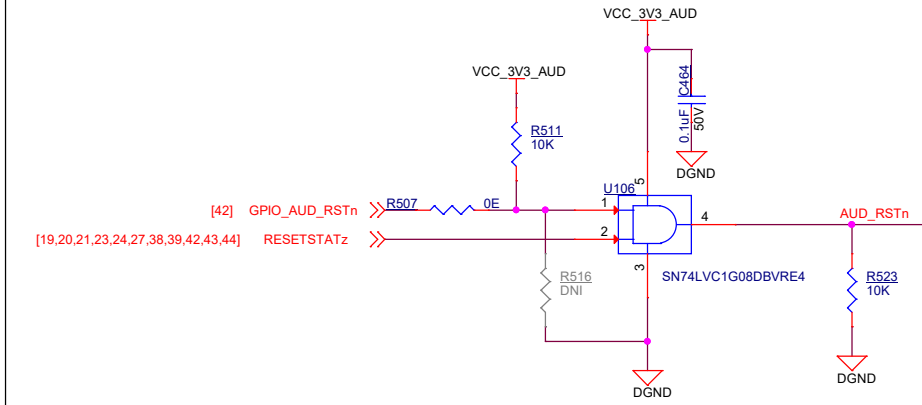 VCC_3V3_AUD
VCC_3V3_AUD
C464
0.1uF
50V
R511
10K
DGND
U106
5
[42] GPIO_AUD_RSTn R507 0E 1
4 AUD_RSTn
[19,20,21,23,24,27,38,39,42,43,44] RESETSTATz 2
3
SN74LVC1G08DBVRE4
R516
DNI
R523
10K
DGND
DGND